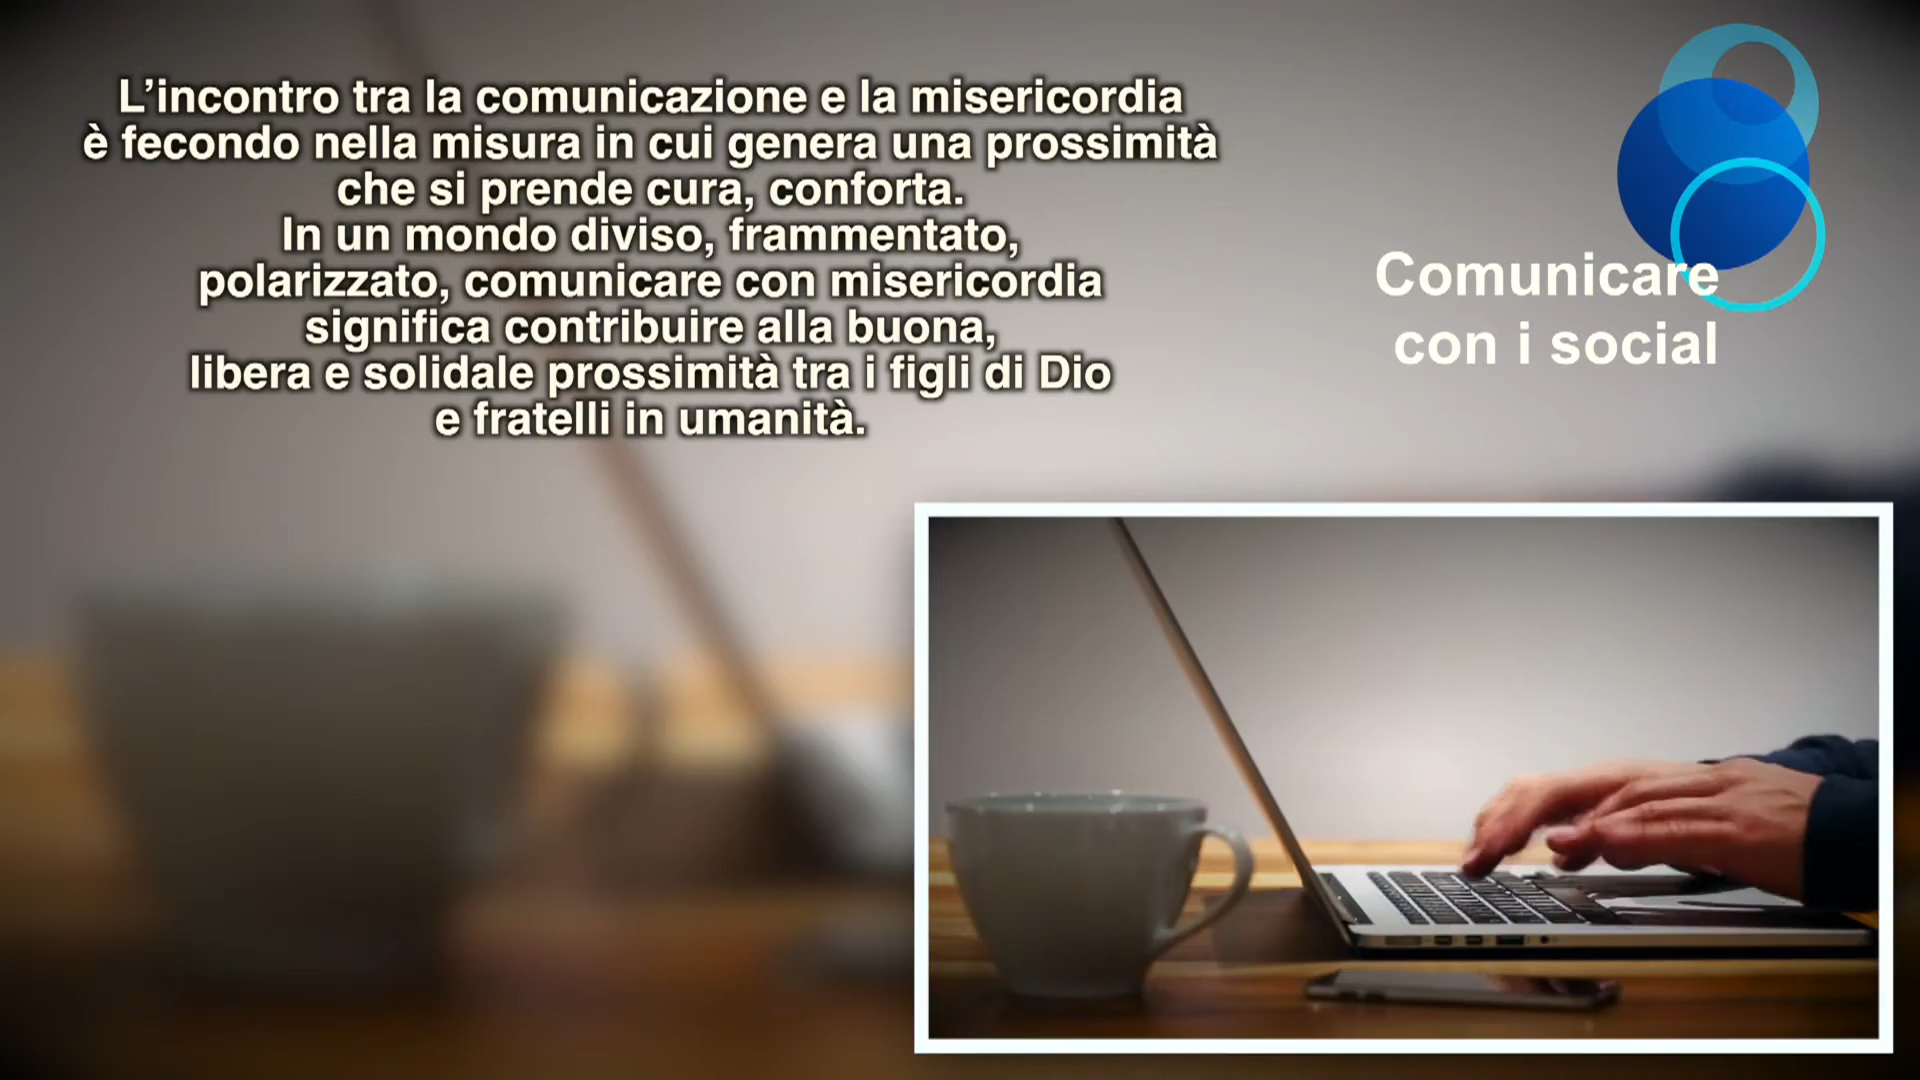 L’incontro tra la comunicazione e la misericordia
è fecondo nella misura in cui genera una prossimità
che si prende cura, conforta.
In un mondo diviso, frammentato,
polarizzato, comunicare con misericordia
significa contribuire alla buona,
libera e solidale prossimità tra i figli di Dio
e fratelli in umanità.
Comunicare
con i social